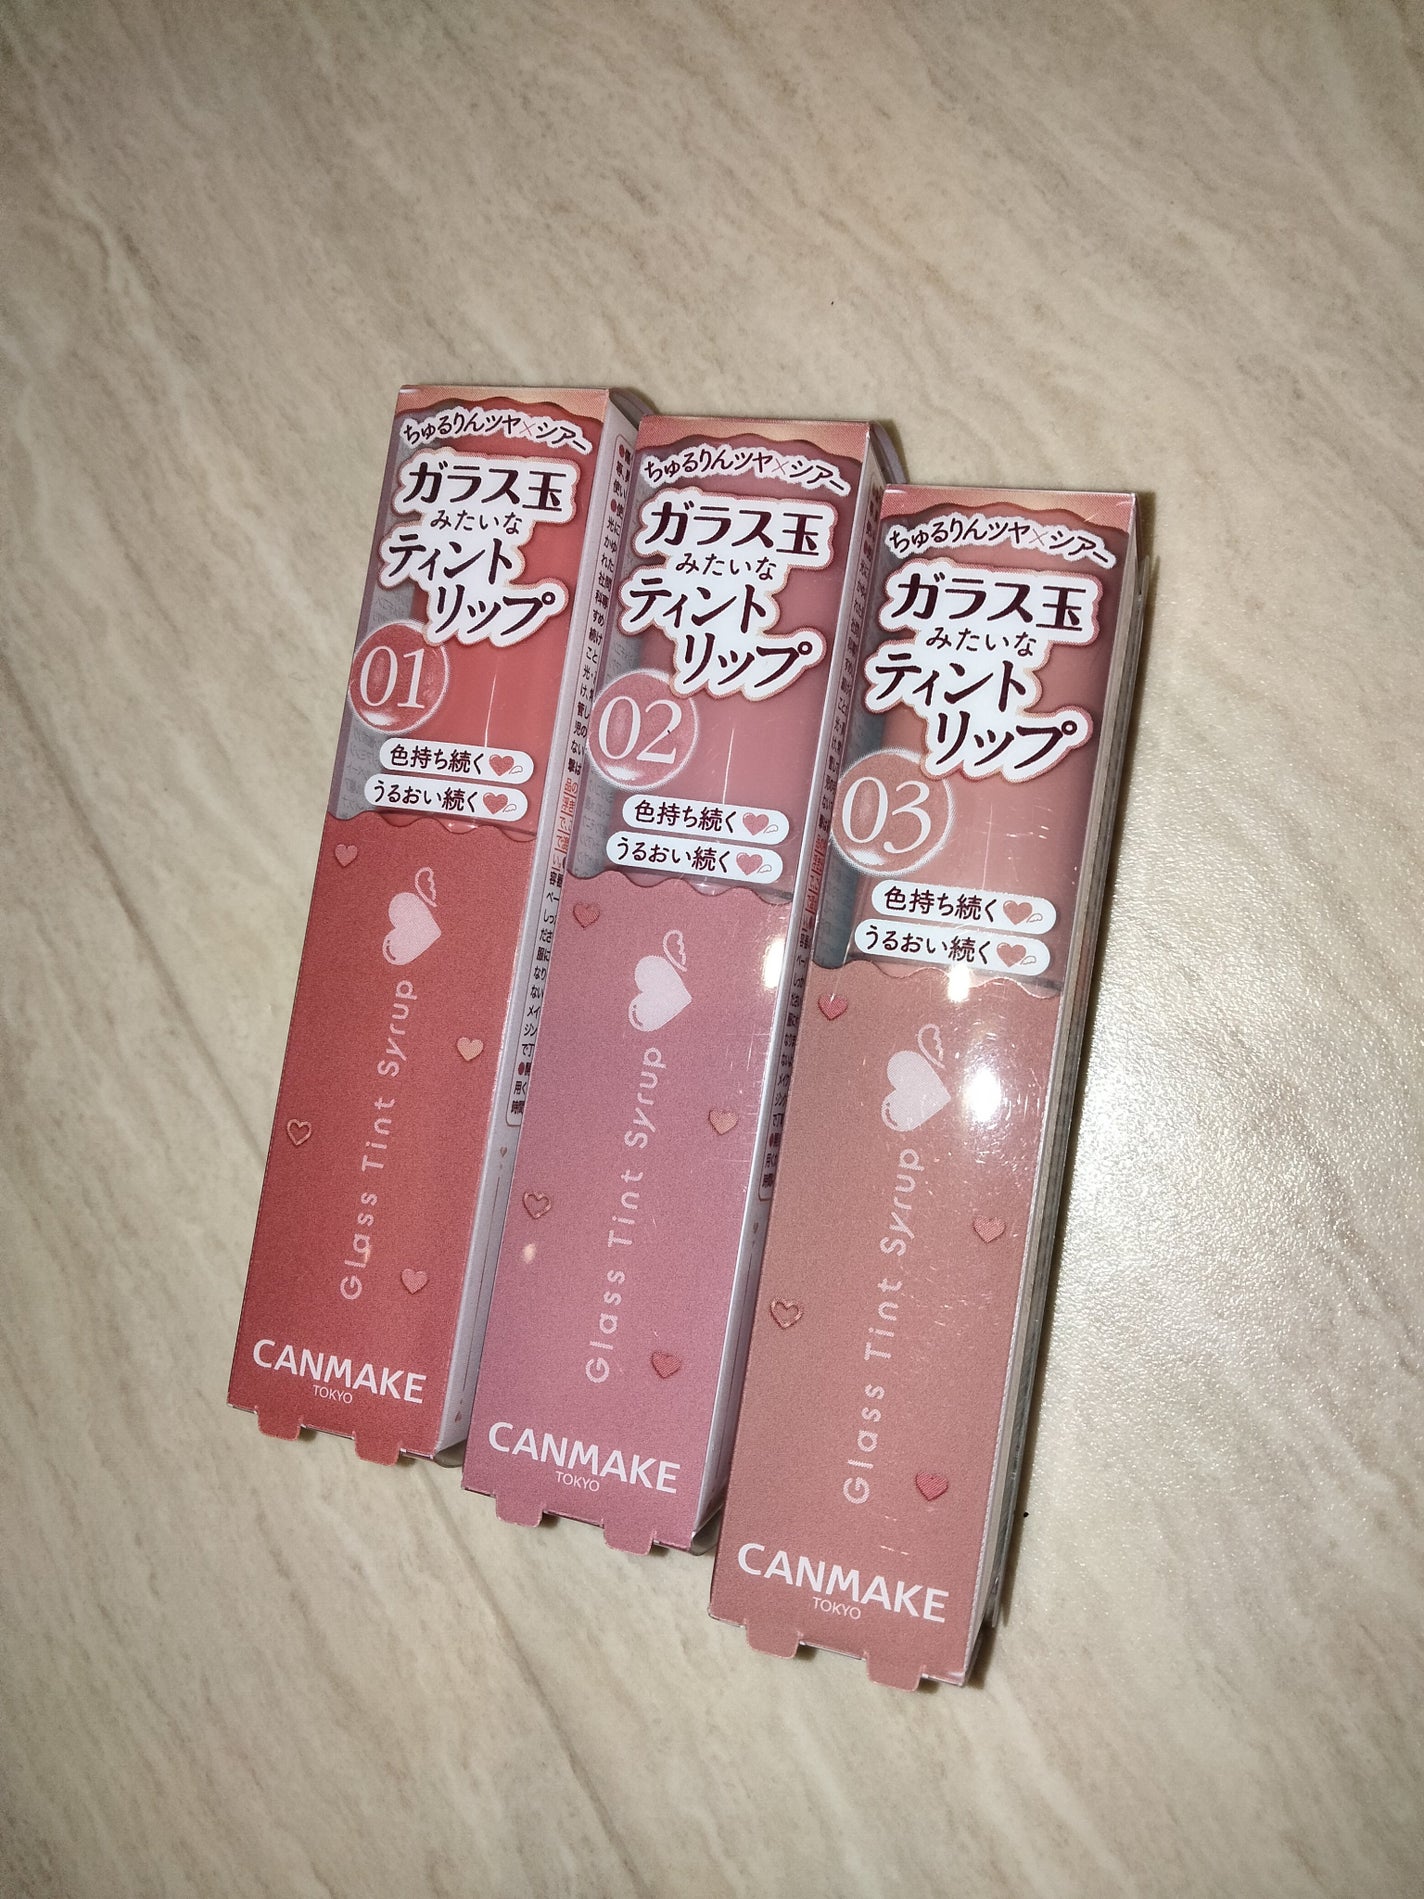 ちゅるりんツヤ×シアー
ガラス玉
みたいな
ティント
リップ
01
色持ち続く
うるおい続く
Glass Tint Syrup
CANMAKE
TOKYO
ちゅるりんツヤ×シアー
ガラス玉
みたいな
ティント
リップ
02
色持ち続く
うるおい続く
Glass Tint Syrup
CANMAKE
TOKYO
ちゅるりんツヤ×シアー
ガラス玉
みたいな
ティント
リップ
03
色持ち続く
うるおい続く
Glass Tint Syrup
CANMAKE
TOKYO